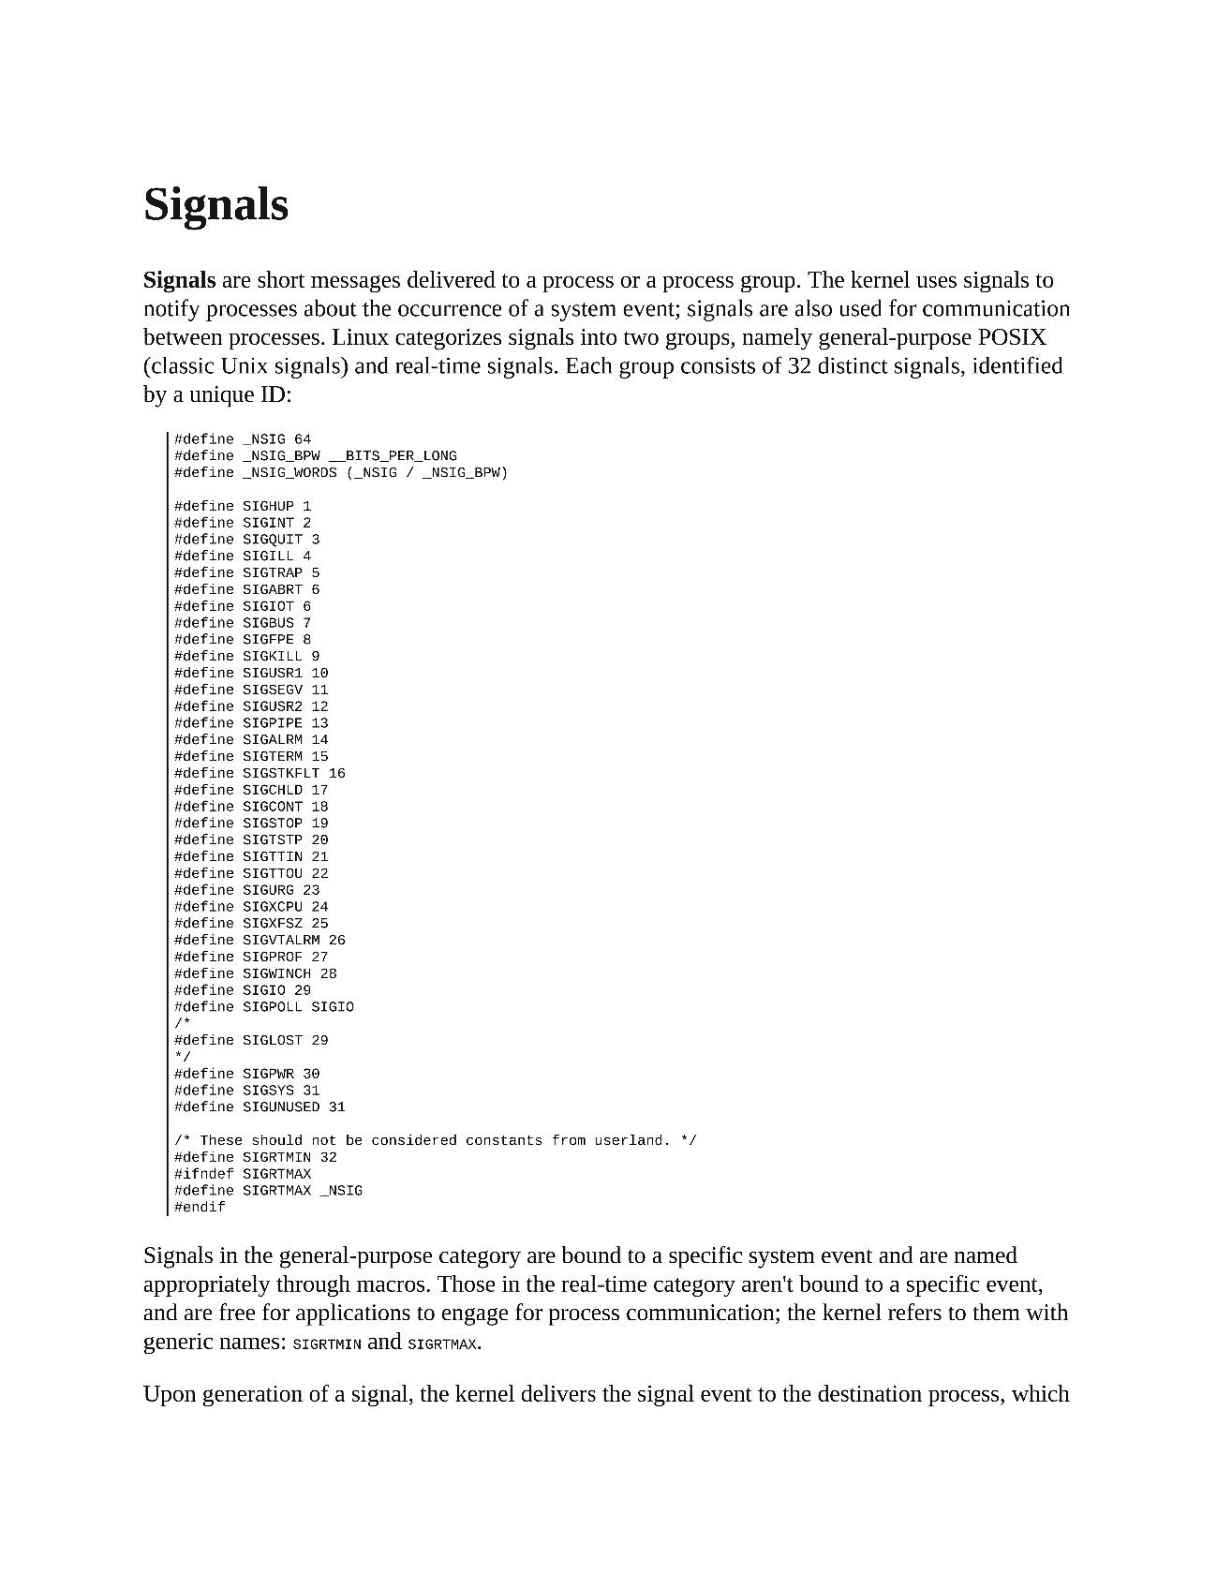 Signals
Signals are short messages delivered to a process or a process group. The kernel uses signals to
notify processes about the occurrence of a system event; signals are also used for communication
between processes. Linux categorizes signals into two groups, namely general-purpose POSIX
(classic Unix signals) and real-time signals. Each group consists of 32 distinct signals, identified
by a unique ID:
#define _NSIG 64
#define _NSIG_BPW __BITS_PER_LONG
#define _NSIG_WORDS (_NSIG / _NSIG_BPW)
#define SIGHUP 1
#define SIGINT 2
#define SIGQUIT 3
#define SIGILL 4
#define SIGTRAP 5
#define SIGABRT 6
#define SIGIOT 6
#define SIGBUS 7
#define SIGFPE 8
#define SIGKILL 9
#define SIGUSR1 10
#define SIGSEGV 11
#define SIGUSR2 12
#define SIGPIPE 13
#define SIGALRM 14
#define SIGTERM 15
#define SIGSTKFLT 16
#define SIGCHLD 17
#define SIGCONT 18
#define SIGSTOP 19
#define SIGTSTP 20
#define SIGTTIN 21
#define SIGTTOU 22
#define SIGURG 23
#define SIGXCPU 24
#define SIGXFSZ 25
#define SIGVTALRM 26
#define SIGPROF 27
#define SIGWINCH 28
#define SIGIO 29
#define SIGPOLL SIGIO
/*
#define SIGLOST 29
*/
#define SIGPWR 30
#define SIGSYS 31
#define SIGUNUSED 31
/* These should not be considered constants from userland. */
#define SIGRTMIN 32
#ifndef SIGRTMAX
#define SIGRTMAX _NSIG
#endif
Signals in the general-purpose category are bound to a specific system event and are named
appropriately through macros. Those in the real-time category aren't bound to a specific event,
and are free for applications to engage for process communication; the kernel refers to them with
generic names: SIGRTMIN and SIGRTMAX.
Upon generation of a signal, the kernel delivers the signal event to the destination process, which